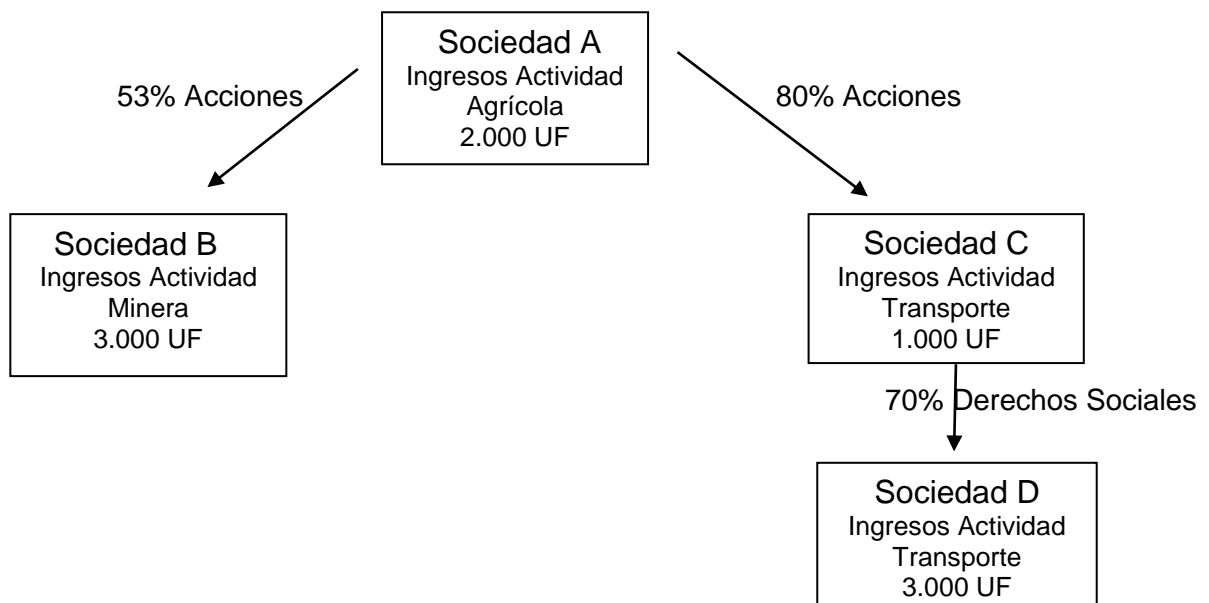 Sociedad A
Ingresos Actividad
Agrícola
2.000 UF
53% Acciones
80% Acciones
Sociedad B
Ingresos Actividad
Minera
3.000 UF
Sociedad C
Ingresos Actividad
Transporte
1.000 UF
70% Derechos Sociales
Sociedad D
Ingresos Actividad
Transporte
3.000 UF